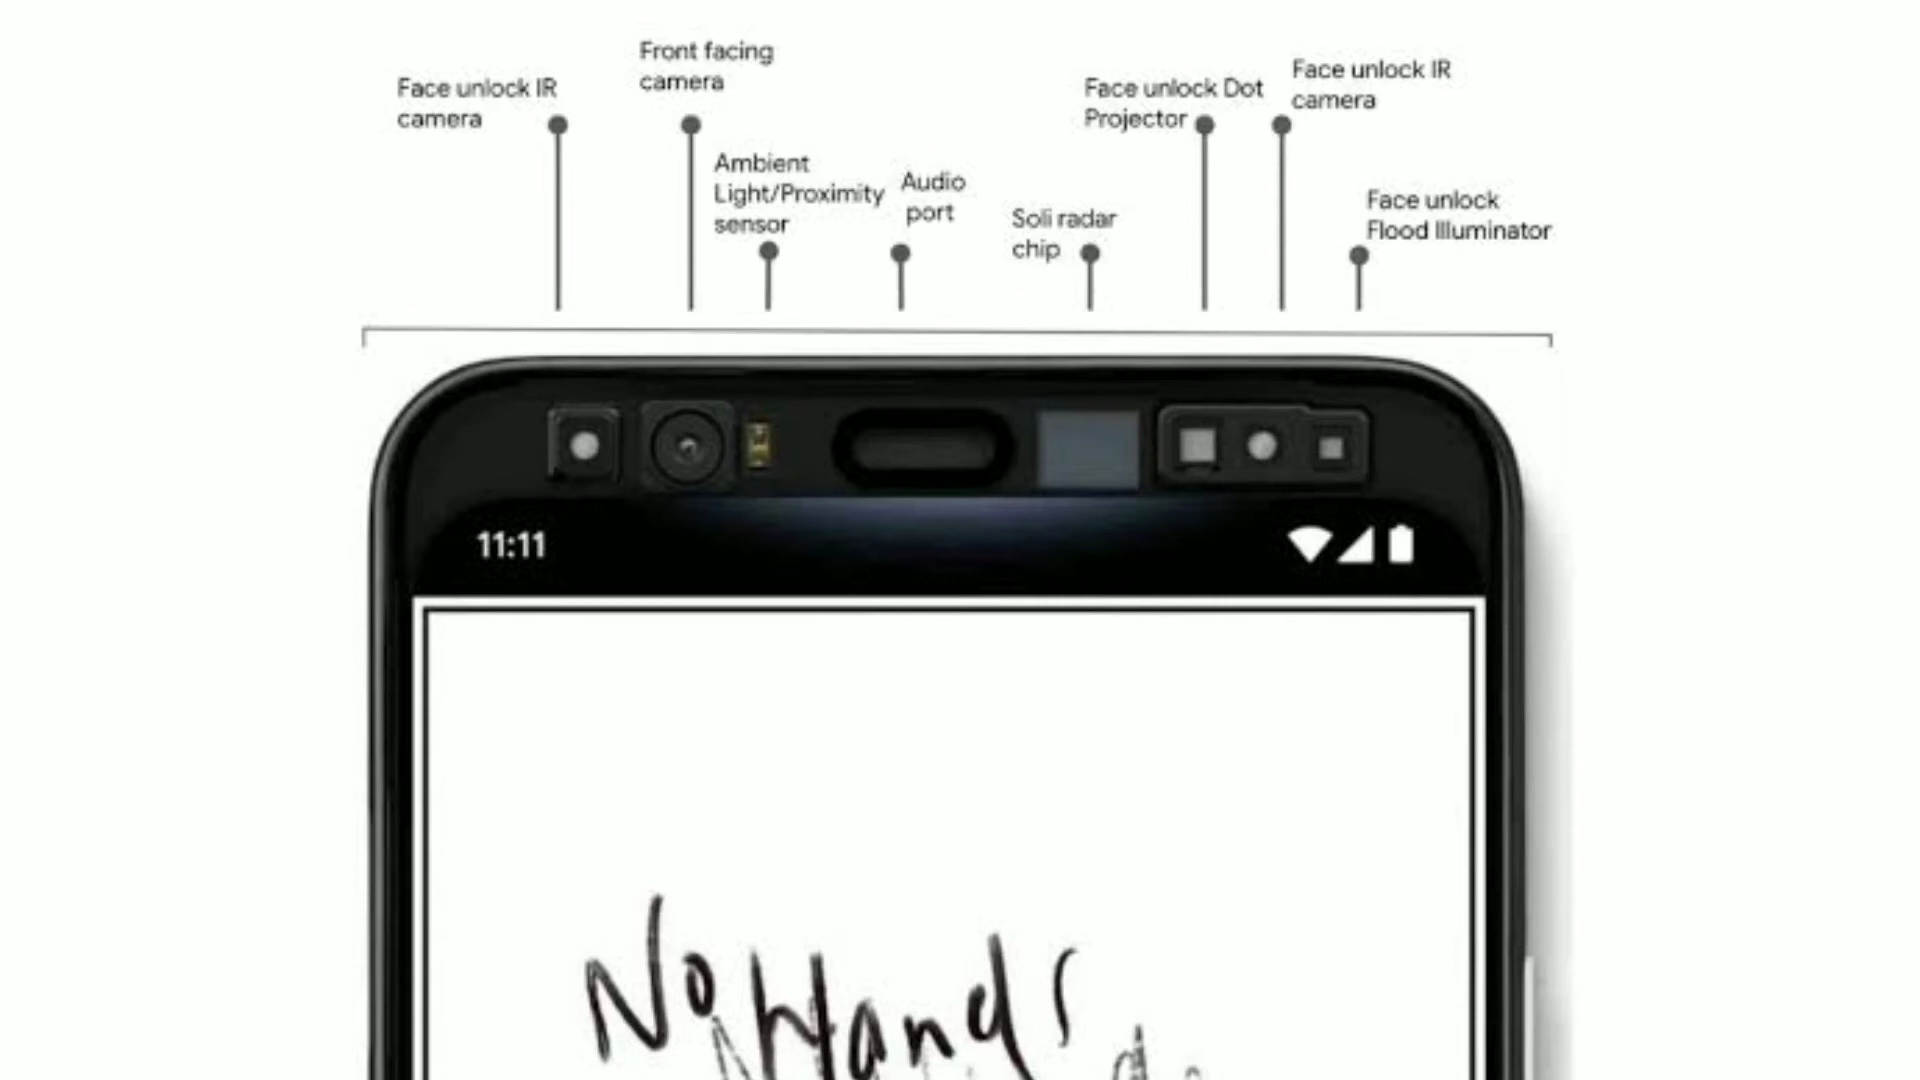 Face unlock IR
camera
Front facing
camera
Ambient
Light/Proximity
sensor
Audio
port
Soli radar
chip
Face unlock Dot
Projector
Face unlock IR
camera
Face unlock
Flood Illuminator
11:11
No Hands